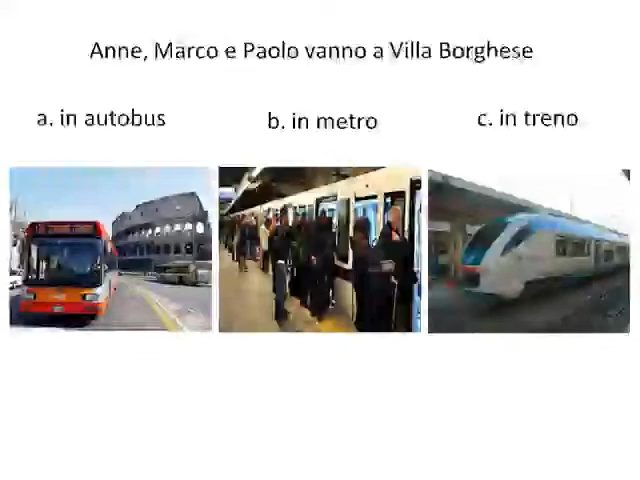 Anne, Marco e Paolo vanno a Villa Borghese
a. in autobus
b. in metro
c. in treno